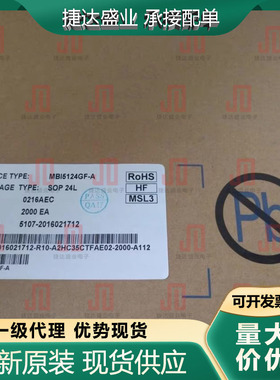 捷达盛业 承接配单
CE TYPE: MBI5124GF-A
AGE TYPE: SOP 24L
0216AEC
2000 EA
5107-2016021712
RoHS
HF
MSL3
PASS
016021712-R10-A2HC35CTFAE02-2000-A112
F-A
Pb
可开发票
一级代理 优势现货
量大价优
新原装 现货供应